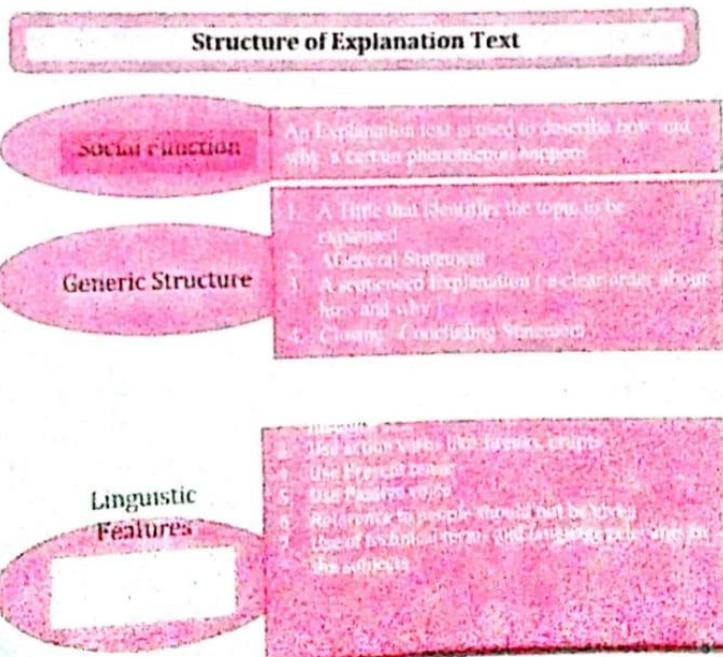 Structure of Explanation Text
Social Function
An Explanation text is used to describe how and
why a certain phenomenon happens
Generic Structure
1. A Title that identifies the topic to be
explained
2. A General Statement
3. A sequenced Explanation ( a clear order about
how and why )
4. Closing / Concluding Statement
Linguistic
Features
3. Use action verbs like breaks, erupts
4. Use Present tense
5. Use Passive voice
6. Reference to people should not be given
7. Use of technical terms and language relevant
the subjects